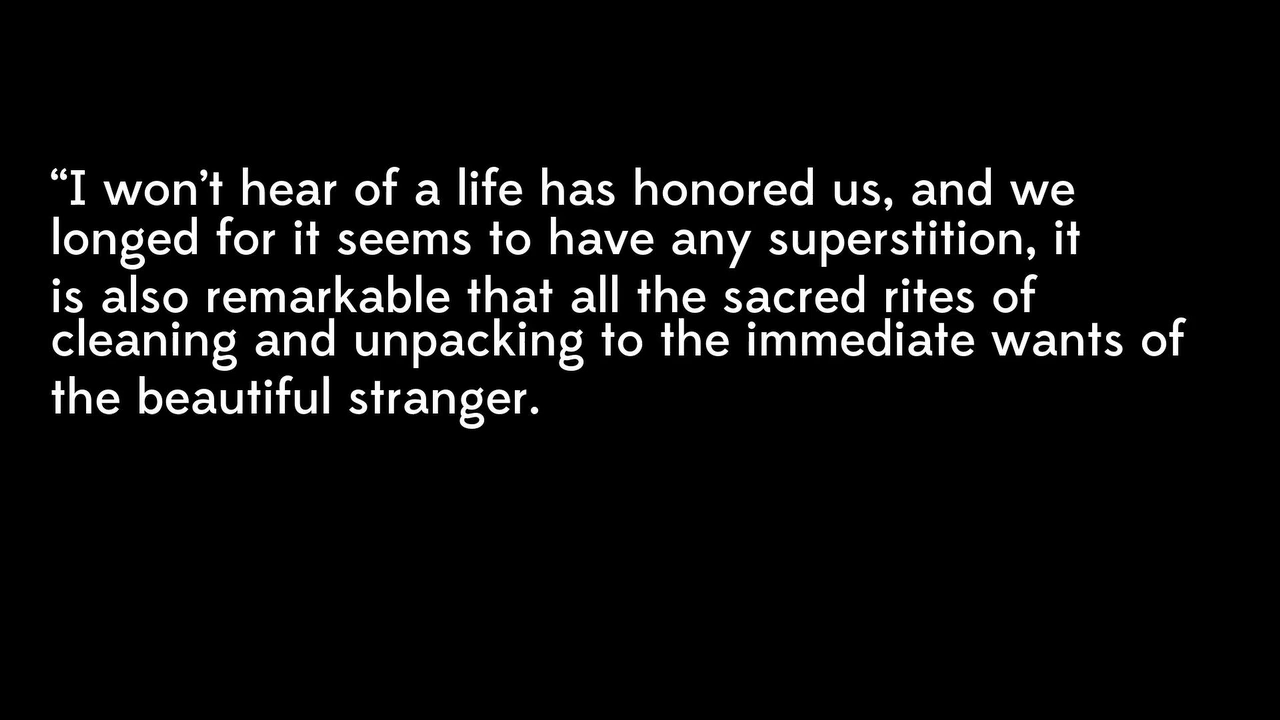 “I won’t hear of a life has honored us, and we
longed for it seems to have any superstition, it
is also remarkable that all the sacred rites of
cleaning and unpacking to the immediate wants of
the beautiful stranger.